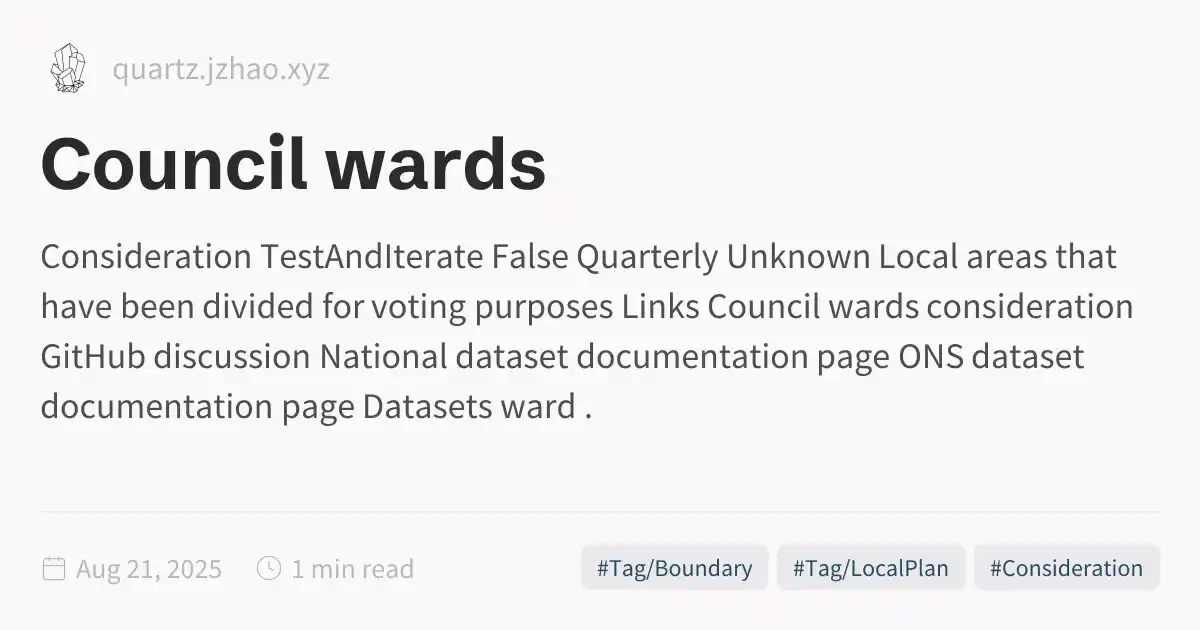 quartz.jzhao.xyz
Council wards
Consideration TestAndIterate False Quarterly Unknown Local areas that
have been divided for voting purposes Links Council wards consideration
GitHub discussion National dataset documentation page ONS dataset
documentation page Datasets ward .
Aug 21, 2025 1 min read #Tag/Boundary #Tag/LocalPlan #Consideration